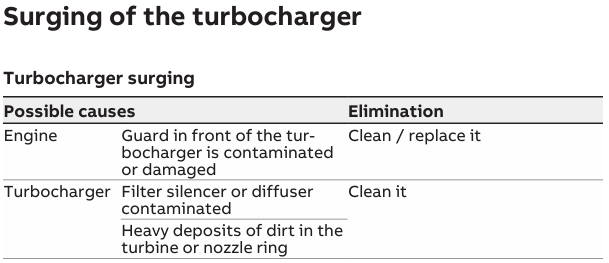 Surging of the turbocharger
Turbocharger surging
Possible causes Elimination
Engine Guard in front of the tur- Clean / replace it
bocharger is contaminated
or damaged
Turbocharger Filter silencer or diffuser Clean it
contaminated
Heavy deposits of dirt in the
turbine or nozzle ring